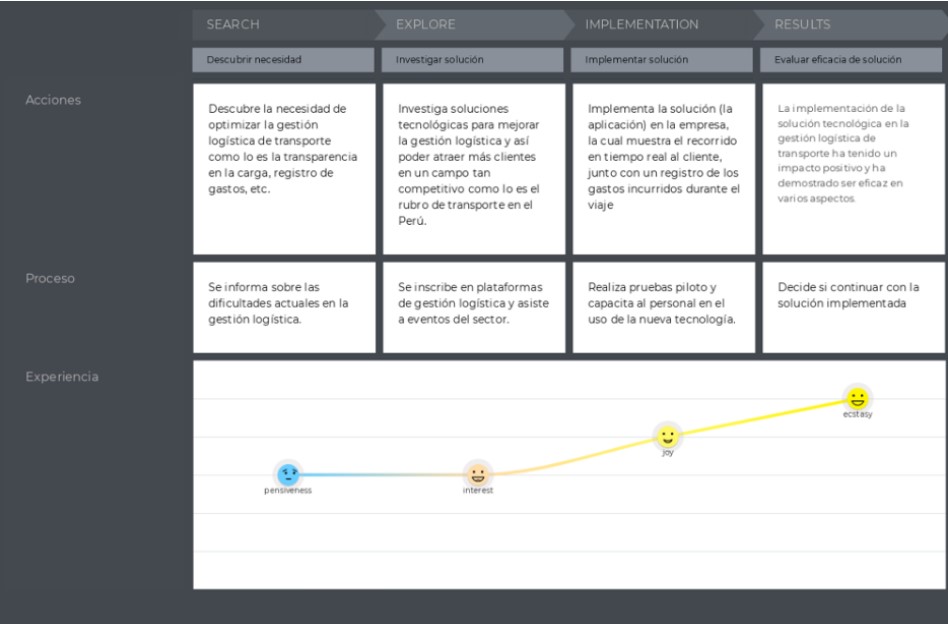 SEARCH
EXPLORE
IMPLEMENTATION
RESULTS
Descubrir necesidad
Investigar solución
Implementar solución
Evaluar eficacia de solución
Acciones
Descubre la necesidad de
optimizar la gestión
logística de transporte
como lo es la transparencia
en la carga, registro de
gastos, etc.
Investiga soluciones
tecnológicas para mejorar
la gestión logística y así
poder atraer más clientes
en un campo tan
competitivo como lo es el
rubro de transporte en el
Perú.
Implementa la solución (la
aplicación) en la empresa,
la cual muestra el recorrido
en tiempo real al cliente,
junto con un registro de los
gastos incurridos durante el
viaje
La implementación de la
solución tecnológica en la
gestión logística de
transporte ha tenido un
impacto positivo y ha
demostrado ser eficaz en
varios aspectos.
Proceso
Se informa sobre las
dificultades actuales en la
gestión logística.
Se inscribe en plataformas
de gestión logística y asiste
a eventos del sector.
Realiza pruebas piloto y
capacita al personal en el
uso de la nueva tecnología.
Decide si continuar con la
solución implementada
Experiencia
pensiveness
interest
joy
ecstasy